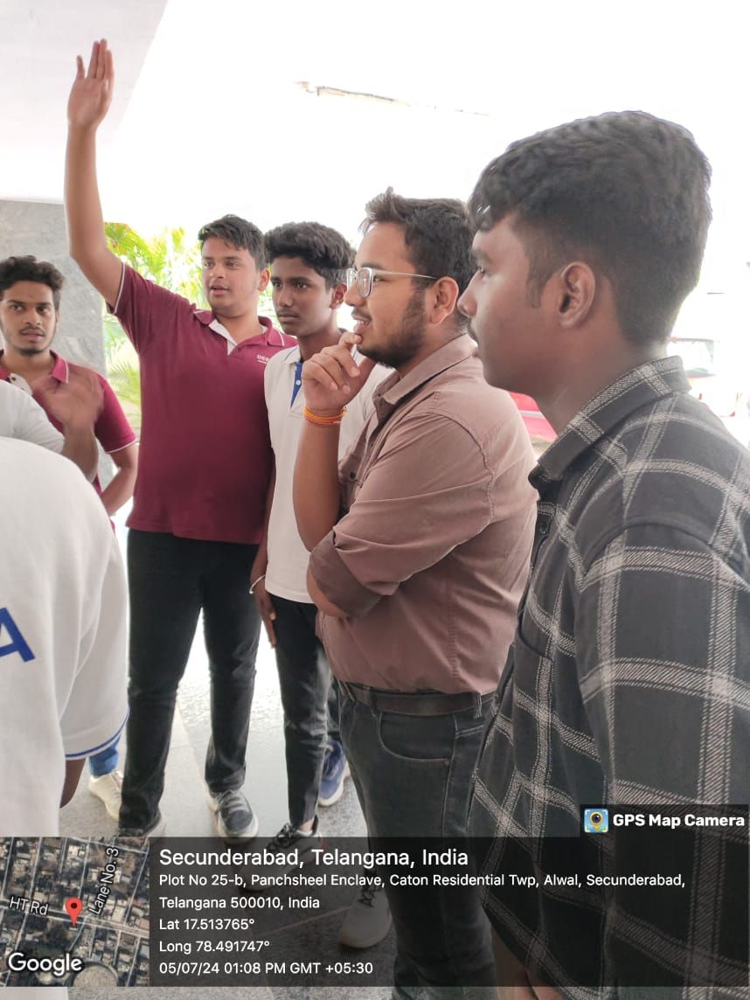 A
GPS Map Camera
HT Rd
Lane No. 3
Google
Secunderabad, Telangana, India
Plot No 25-b, Panchsheel Enclave, Caton Residential Twp, Alwal, Secunderabad,
Telangana 500010, India
Lat 17.513765°
Long 78.491747°
05/07/24 01:08 PM GMT +05:30